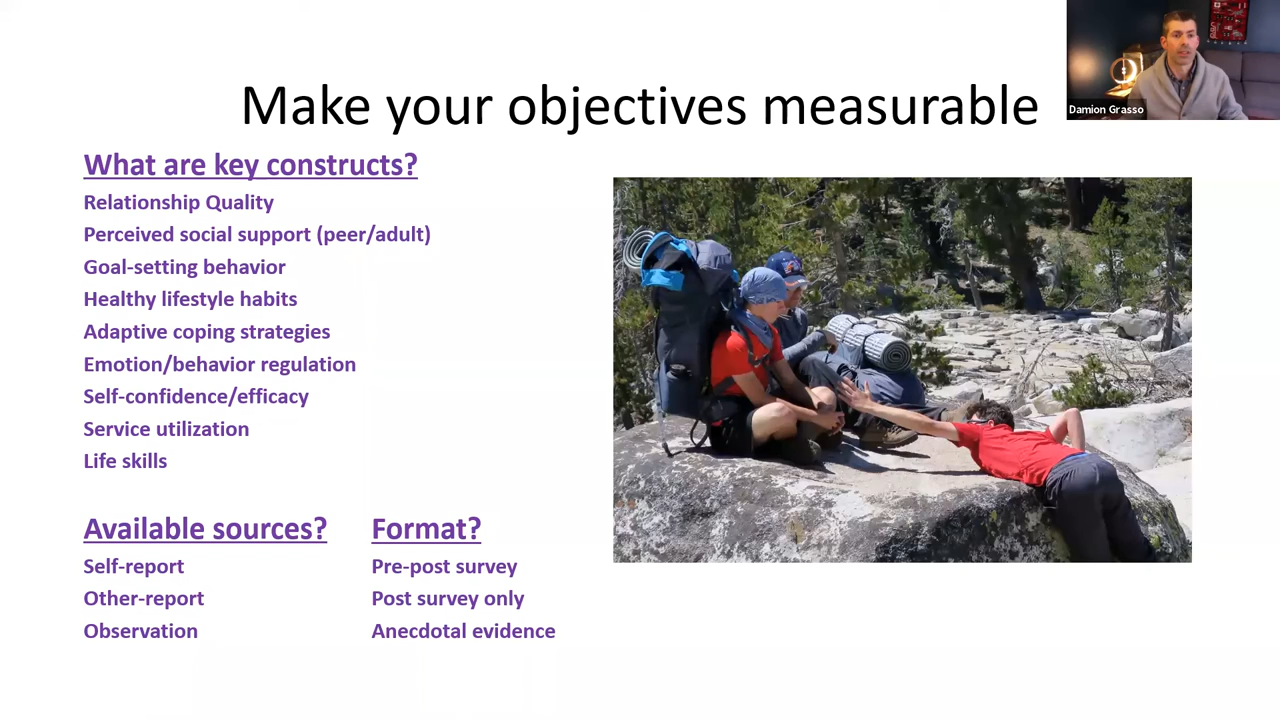 Make your objectives measurable
Damion Grasso
What are key constructs?
Relationship Quality
Perceived social support (peer/adult)
Goal-setting behavior
Healthy lifestyle habits
Adaptive coping strategies
Emotion/behavior regulation
Self-confidence/efficacy
Service utilization
Life skills
Available sources?
Self-report
Other-report
Observation
Format?
Pre-post survey
Post survey only
Anecdotal evidence